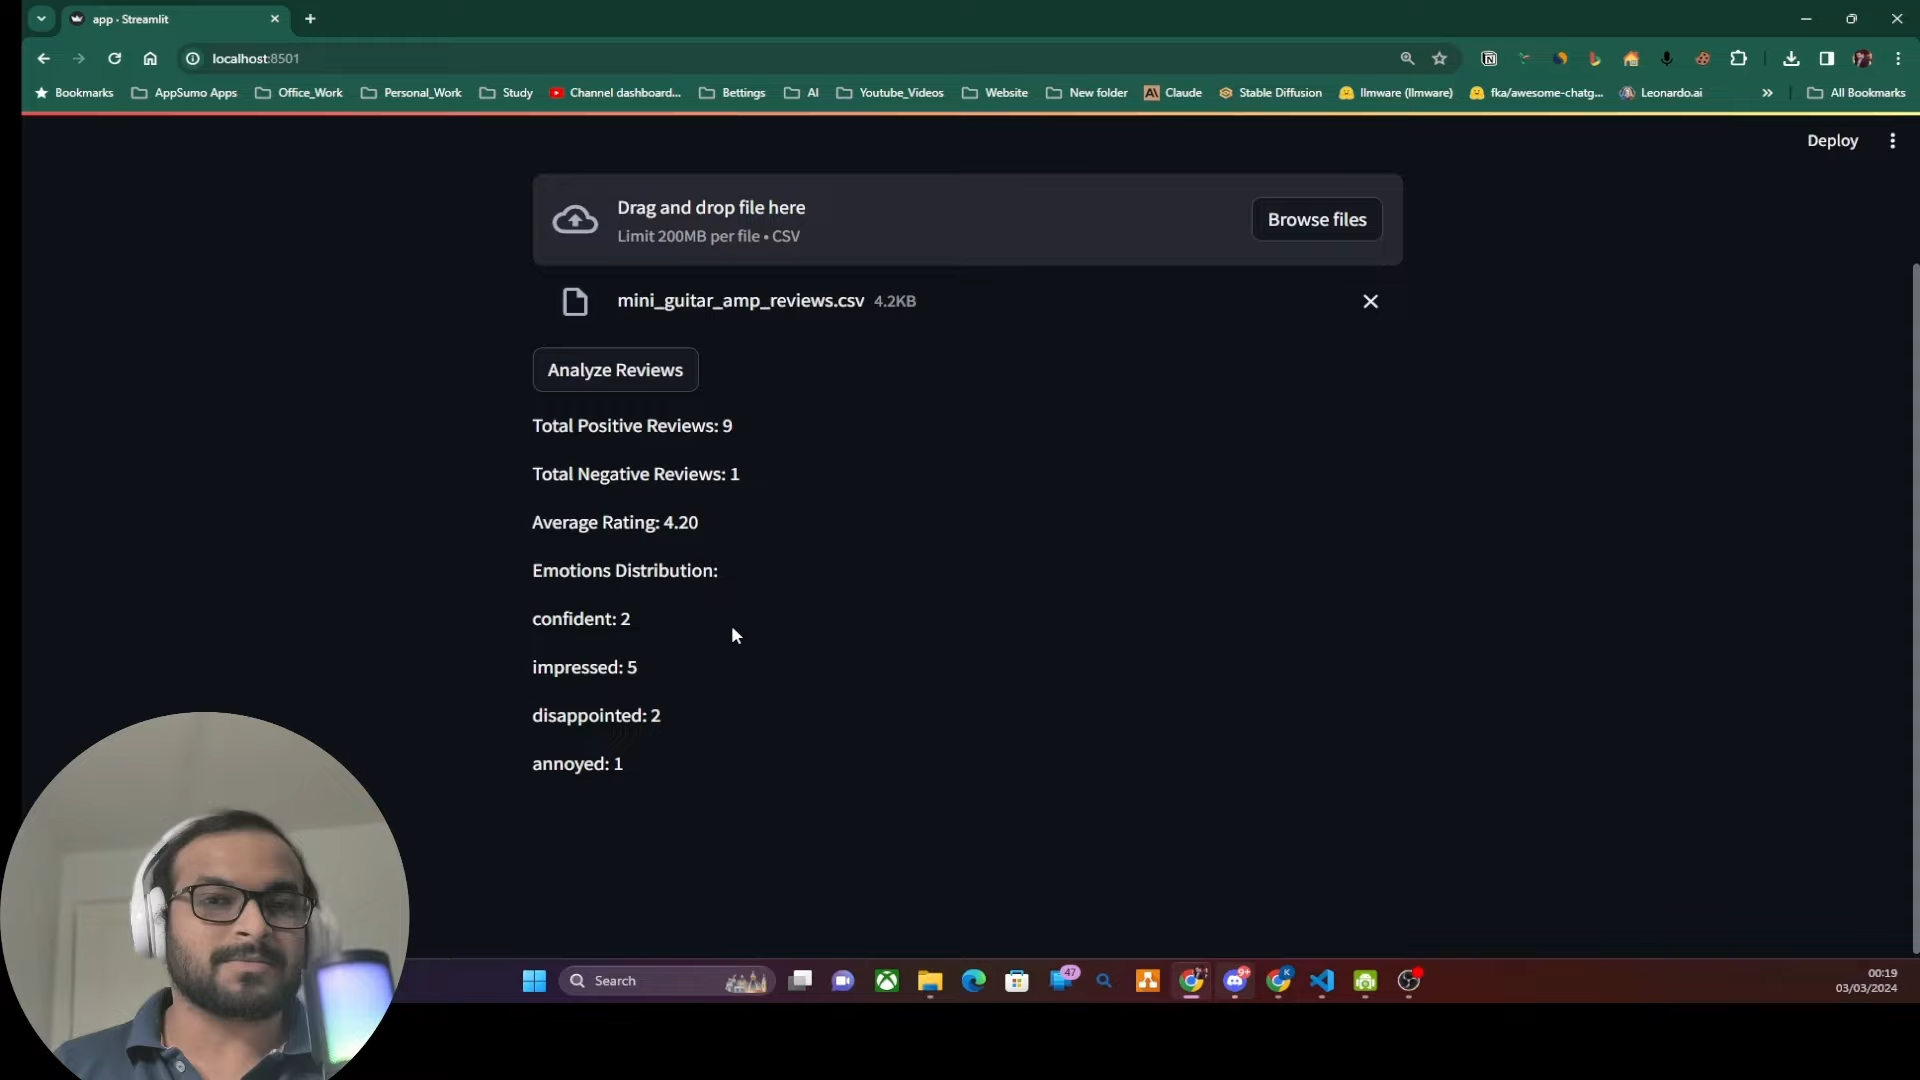 app · Streamlit
localhost:8501
Bookmarks
AppSumo Apps
Office_Work
Personal_Work
Study
Channel dashboard...
Bettings
AI
Youtube_Videos
Website
New folder
Claude
Stable Diffusion
llmware (llmware)
fka/awesome-chatg...
Leonardo.ai
All Bookmarks
Deploy
Drag and drop file here
Limit 200MB per file • CSV
Browse files
mini_guitar_amp_reviews.csv 4.2KB
Analyze Reviews
Total Positive Reviews: 9
Total Negative Reviews: 1
Average Rating: 4.20
Emotions Distribution:
confident: 2
impressed: 5
disappointed: 2
annoyed: 1
Search
47
9+
00:19
03/03/2024